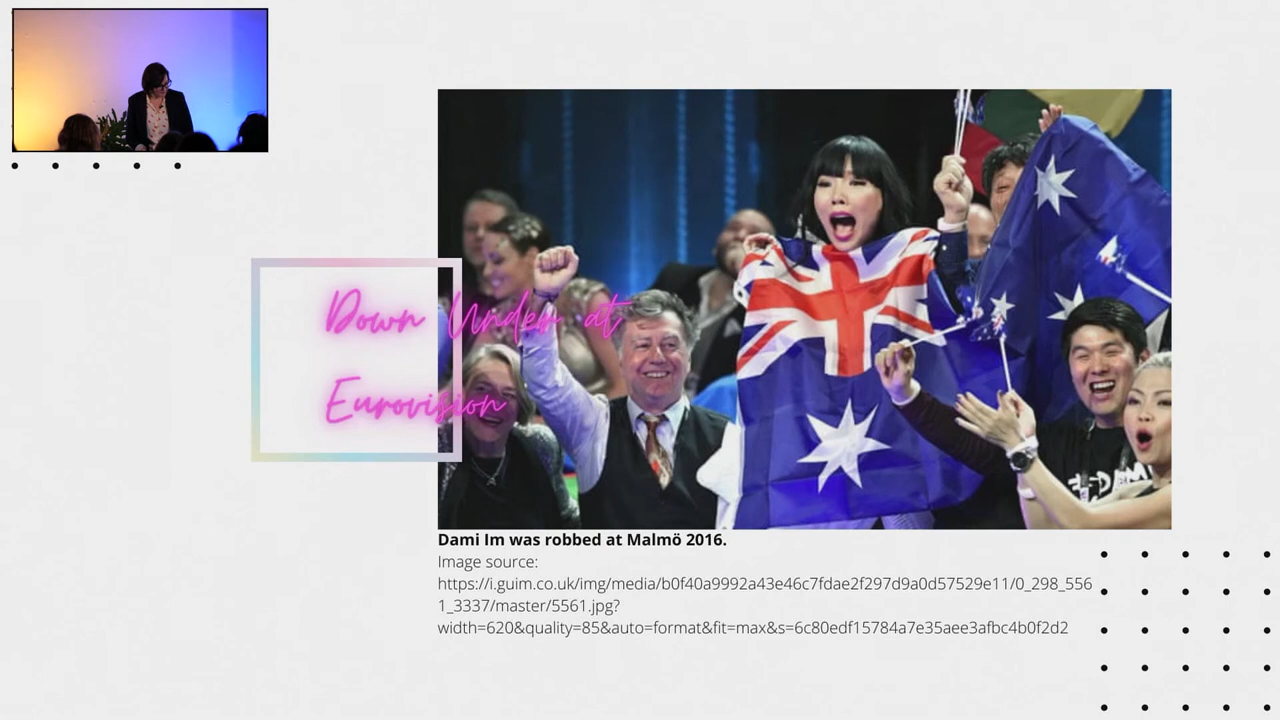 Down Under at
Eurovision
Dami Im was robbed at Malmö 2016.
Image source:
https://i.guim.co.uk/img/media/b0f40a9992a43e46c7fdae2f297d9a0d57529e11/0_298_556
1_3337/master/5561.jpg?
width=620&quality=85&auto=format&fit=max&s=6c80edf15784a7e35aee3afbc4b0f2d2